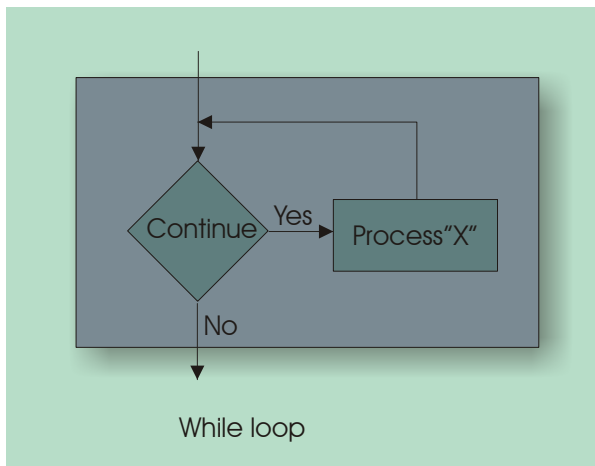 Continue
Yes
Process"X"
No
While loop